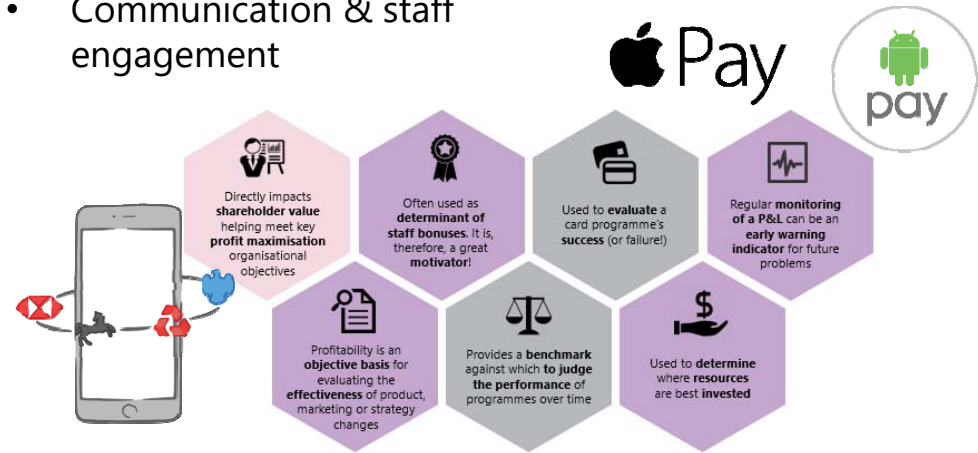 • Communication & staff
engagement
Pay
pay
Directly impacts
shareholder value
helping meet key
profit maximisation
organisational
objectives
Often used as
determinant of
staff bonuses. It is,
therefore, a great
motivator!
Used to evaluate a
card programme's
success (or failure!)
Regular monitoring
of a P&L can be an
early warning
indicator for future
problems
Profitability is an
objective basis for
evaluating the
effectiveness of product,
marketing or strategy
changes
Provides a benchmark
against which to judge
the performance of
programmes over time
$
Used to determine
where resources
are best invested